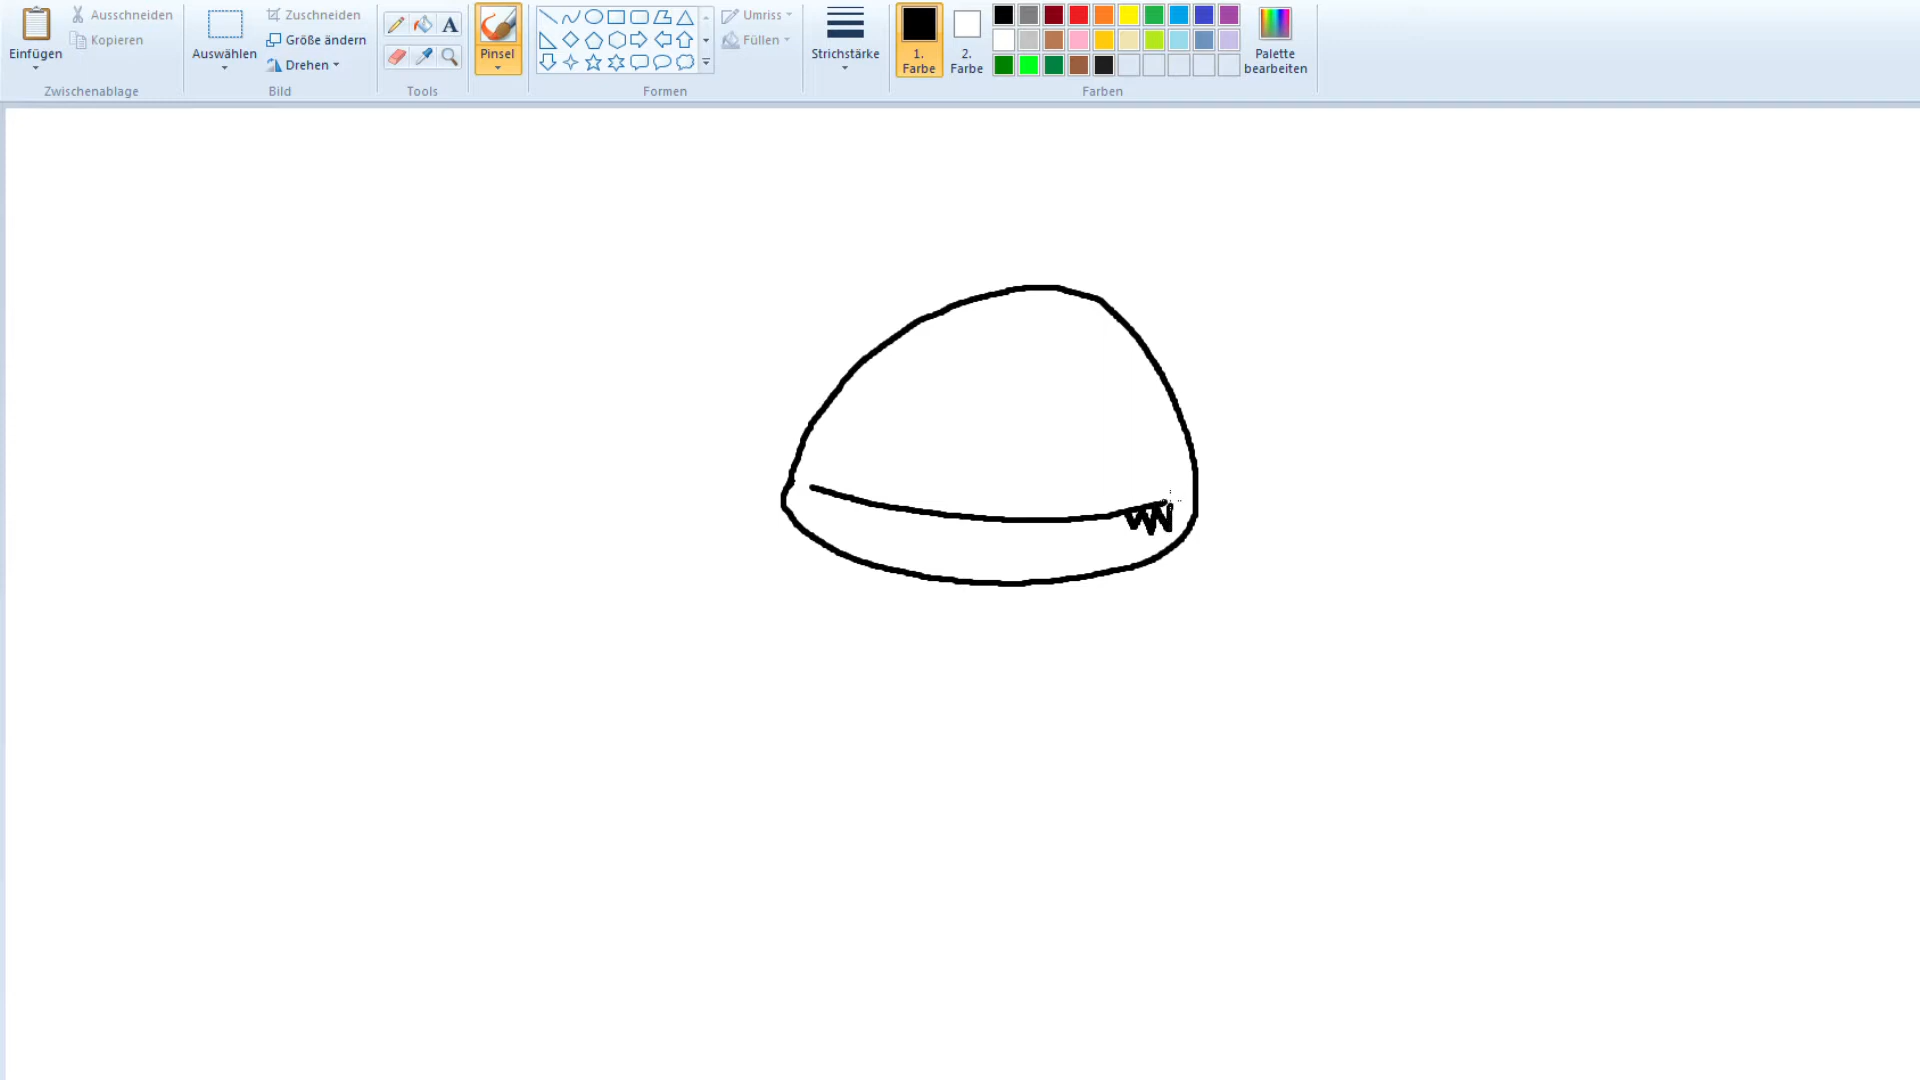 Einfügen
Ausschneiden
Kopieren
Zwischenablage
Auswählen
Zuschneiden
Größe ändern
Drehen
Bild
A
Tools
Pinsel
Formen
Umriss
Füllen
Strichstärke
1.
Farbe
2.
Farbe
Palette
bearbeiten
Farben